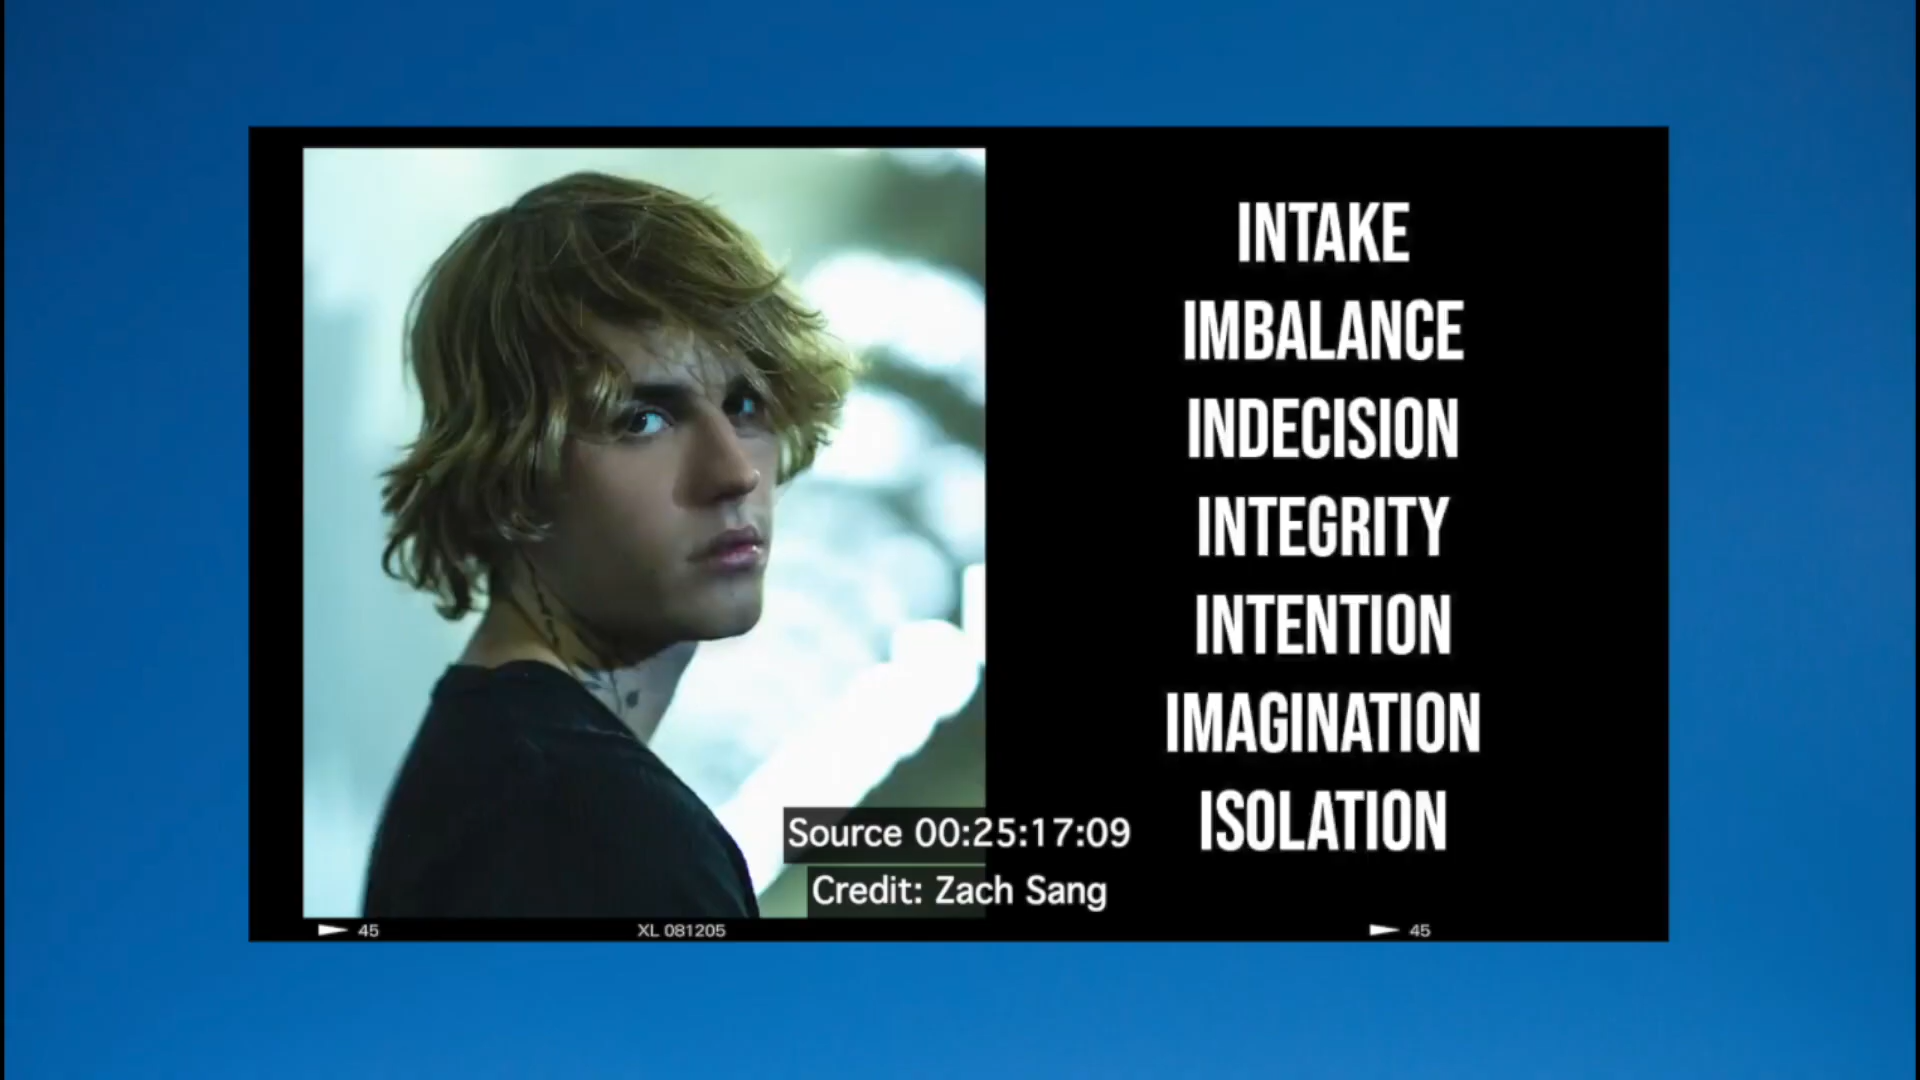 INTAKE
IMBALANCE
INDECISION
INTEGRITY
INTENTION
IMAGINATION
ISOLATION
Source 00:25:17:09
Credit: Zach Sang
45
XL 081205
45